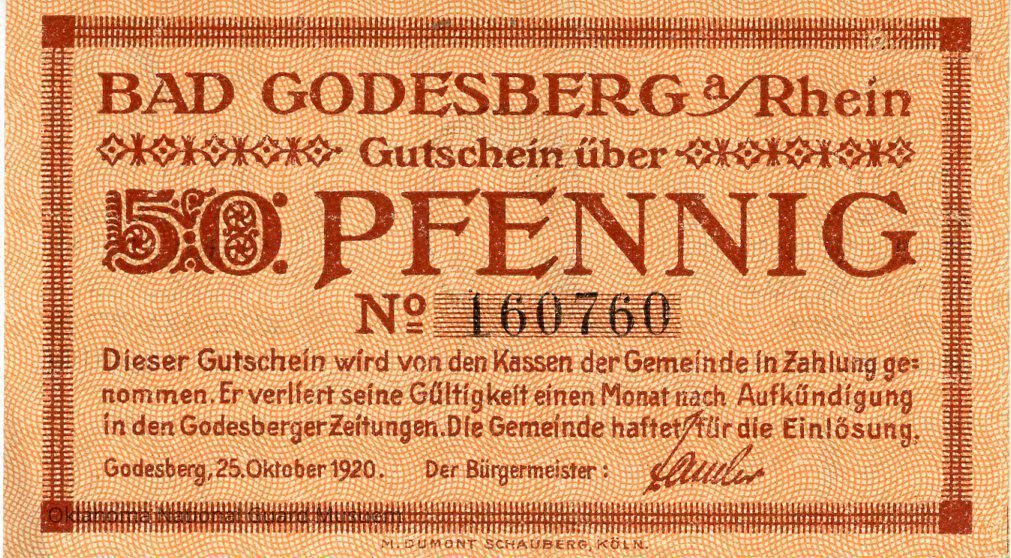 BAD GODESBERG a/Rhein
Gutschein über
50 PFENNIG
Nº 160760
Dieser Gutschein wird von den Kassen der Gemeinde in Zahlung ge=
nommen. Er verliert seine Gültigkeit einen Monat nach Aufkündigung
in den Godesberger Zeitungen. Die Gemeinde haftet für die Einlösung.
Godesberg, 25. Oktober 1920. Der Bürgermeister:
Oklahoma National Guard Museum
M. DUMONT SCHAUBERG, KÖLN.